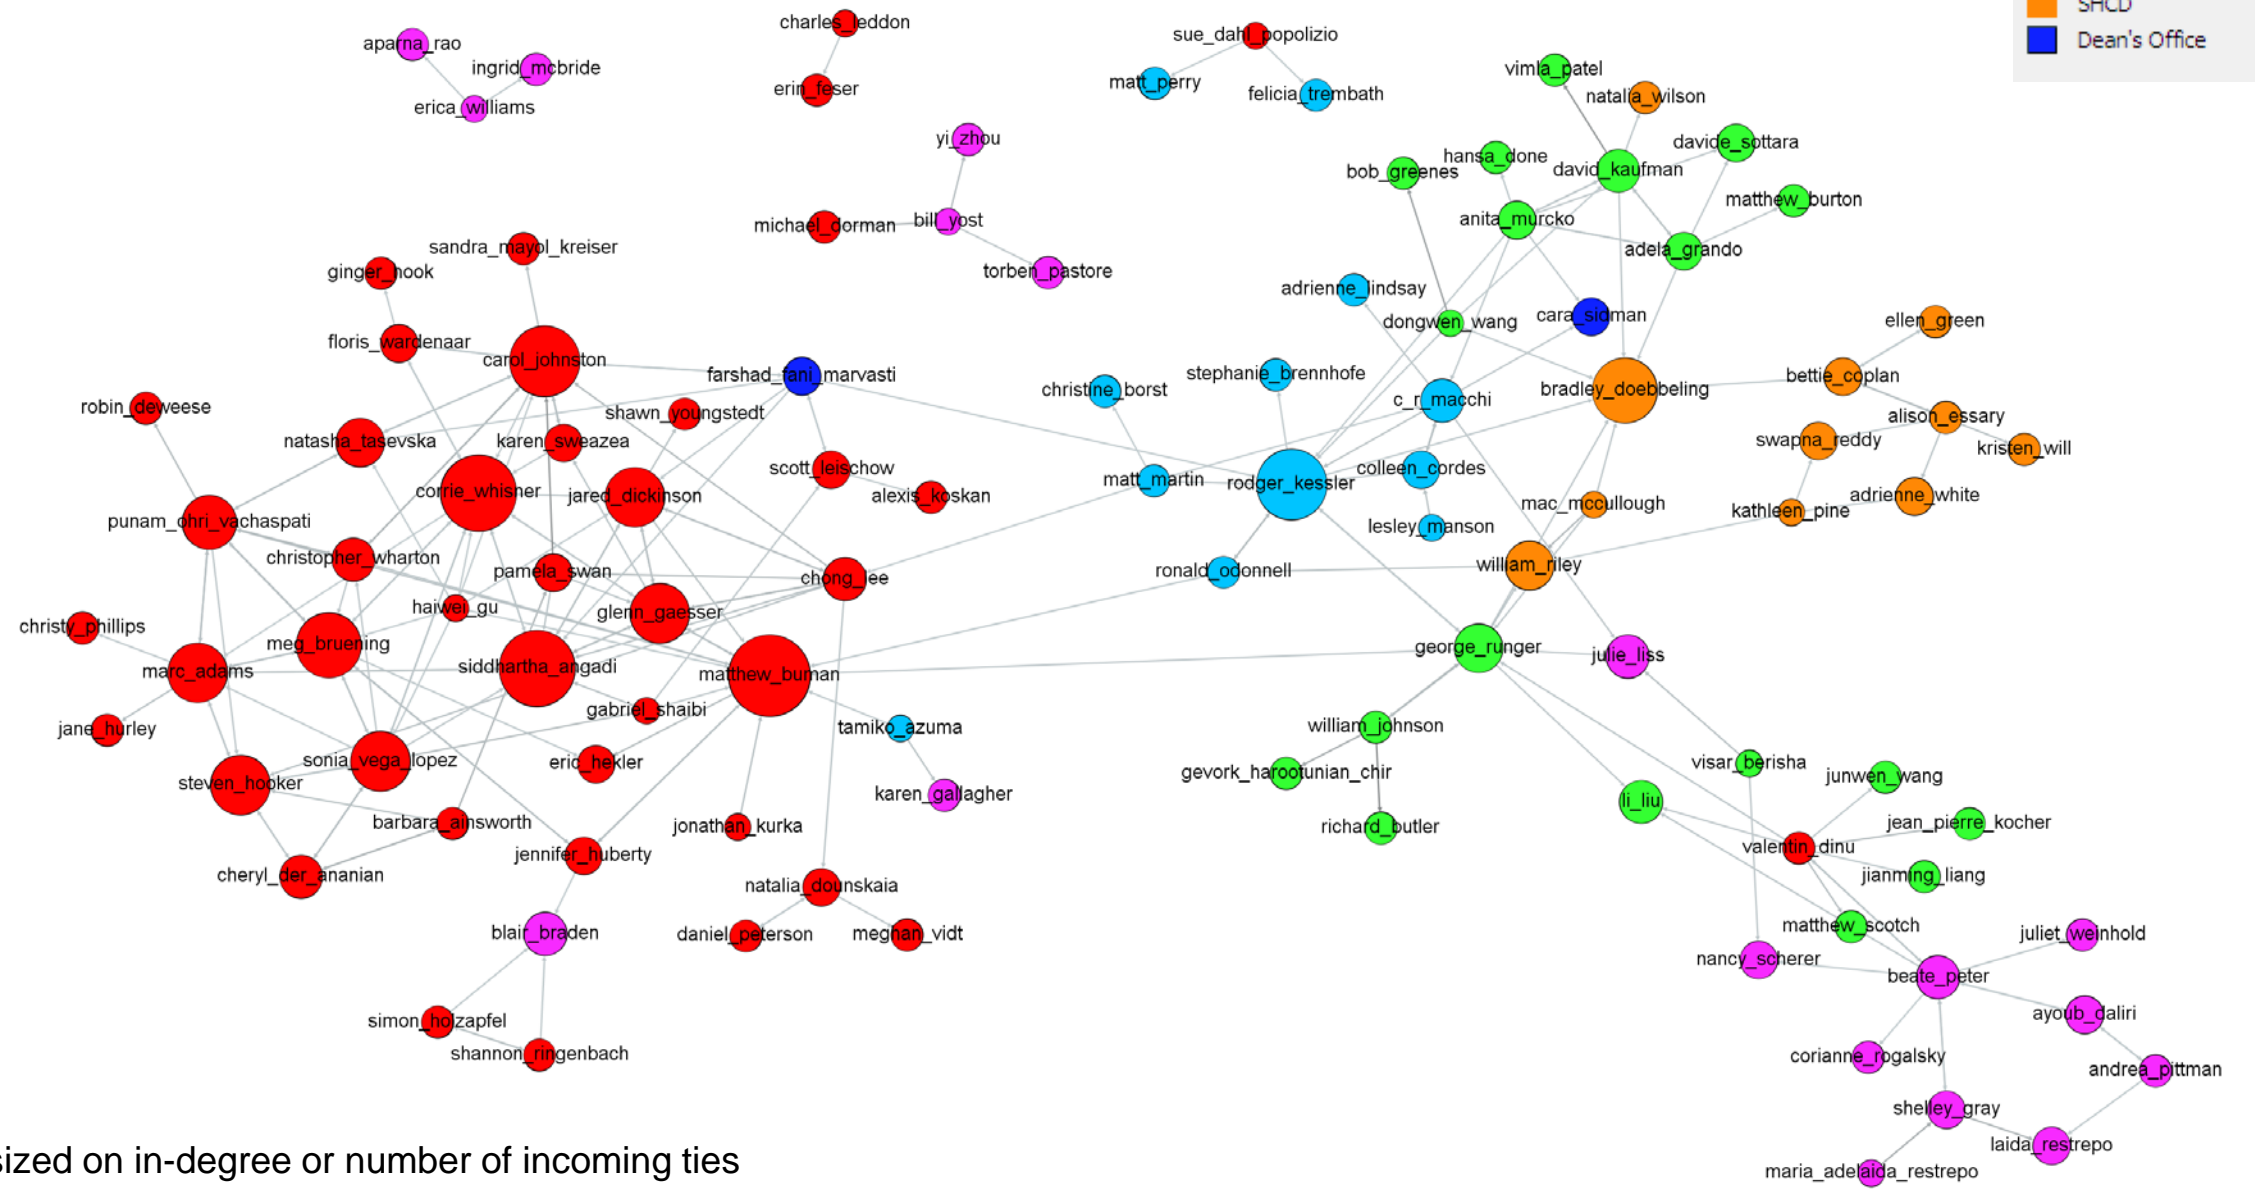 SHCD
Dean's Office
charles_leddon
sue_dahl_popolizio
aparna_rao
ingrid_mcbride
erica_williams
erin_feser
matt_perry
felicia_trembath
vimla_patel
natalia_wilson
yi_zhou
davide_sottara
hansa_done
bob_greenes
david_kaufman
matthew_burton
michael_dorman
bill_yost
anita_murcko
adela_grando
sandra_mayol_kreiser
ginger_hook
torben_pastore
adrienne_lindsay
dongwen_wang
cara_sidman
ellen_green
floris_wardenaar
carol_johnston
farshad_fani_marvasti
christine_borst
stephanie_brennhofe
c_r_macchi
bradley_doebbeling
bettie_coplan
robin_deweese
shawn_youngstedt
alison_essary
natasha_tasevska
karen_sweazea
swapna_reddy
kristen_will
scott_leischow
colleen_cordes
matt_martin
rodger_kessler
corrie_whisner
jared_dickinson
alexis_koskan
adrienne_white
mac_mccullough
kathleen_pine
punam_ohri_vachaspati
lesley_manson
christopher_wharton
pamela_swan
chong_lee
ronald_odonnell
william_riley
haiwei_gu
glenn_gaesser
christy_phillips
meg_bruening
george_runger
julie_liss
marc_adams
siddhartha_angadi
matthew_buman
gabriel_shaibi
jane_hurley
tamiko_azuma
william_johnson
sonia_vega_lopez
eric_hekler
visar_berisha
gevork_harootunian_chir
junwen_wang
steven_hooker
karen_gallagher
li_liu
barbara_ainsworth
jonathan_kurka
richard_butler
jean_pierre_kocher
valentin_dinu
jennifer_huberty
cheryl_der_ananian
jianming_liang
natalia_dounskaia
matthew_scotch
blair_braden
daniel_peterson
meghan_vidt
juliet_weinhold
nancy_scherer
beate_peter
ayoub_daliri
simon_holzapfel
shannon_ringenbach
corianne_rogalsky
andrea_pittman
shelley_gray
laida_restrepo
sized on in-degree or number of incoming ties
maria_adelaida_restrepo